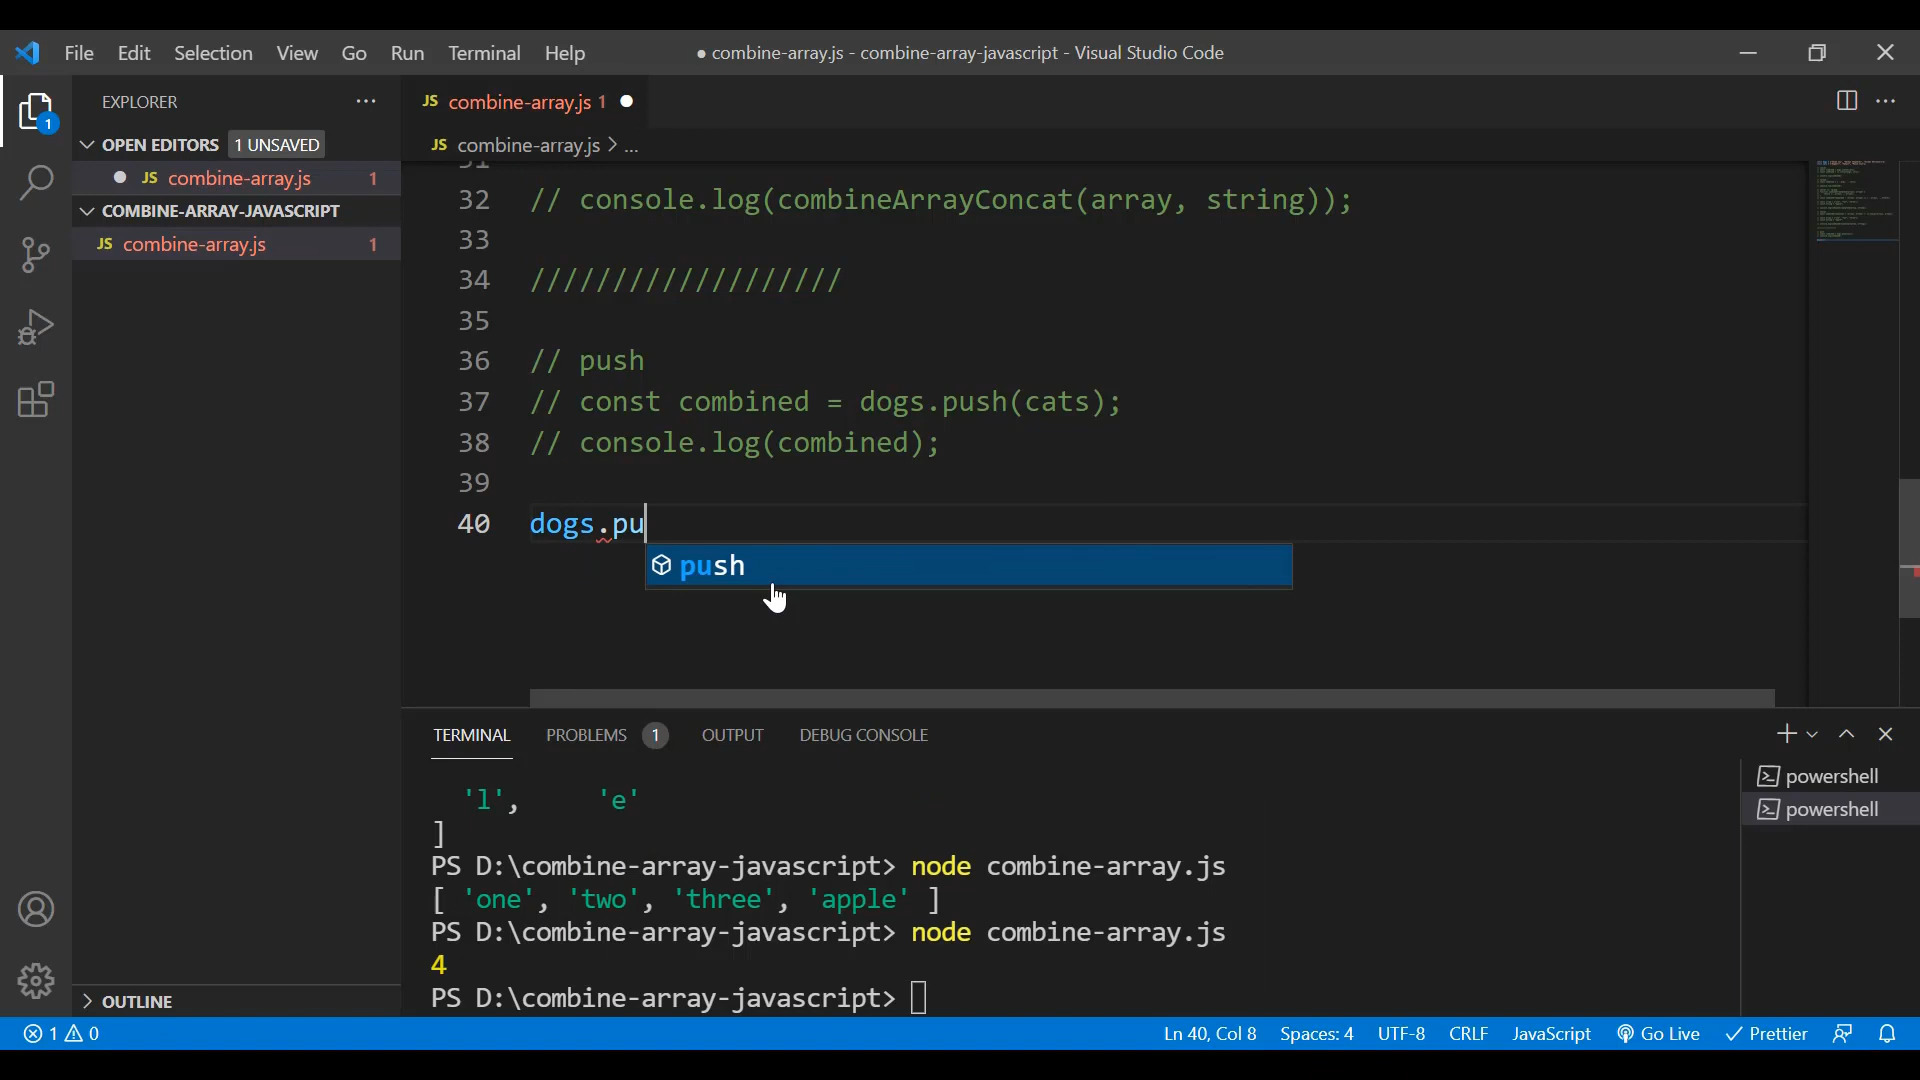 File Edit Selection View Go Run Terminal Help
● combine-array.js - combine-array-javascript - Visual Studio Code
EXPLORER ...
JS combine-array.js 1 ●
1
OPEN EDITORS 1 UNSAVED
JS combine-array.js > ...
● JS combine-array.js 1
COMBINE-ARRAY-JAVASCRIPT
JS combine-array.js 1
31
32 // console.log(combineArrayConcat(array, string));
33
34 ///////////////////
35
36 // push
37 // const combined = dogs.push(cats);
38 // console.log(combined);
39
40 dogs.pu
push
TERMINAL PROBLEMS 1 OUTPUT DEBUG CONSOLE
'l', 'e'
]
PS D:\combine-array-javascript> node combine-array.js
[ 'one', 'two', 'three', 'apple' ]
PS D:\combine-array-javascript> node combine-array.js
4
PS D:\combine-array-javascript>
powershell
powershell
OUTLINE
1 0 Ln 40, Col 8 Spaces: 4 UTF-8 CRLF JavaScript Go Live Prettier